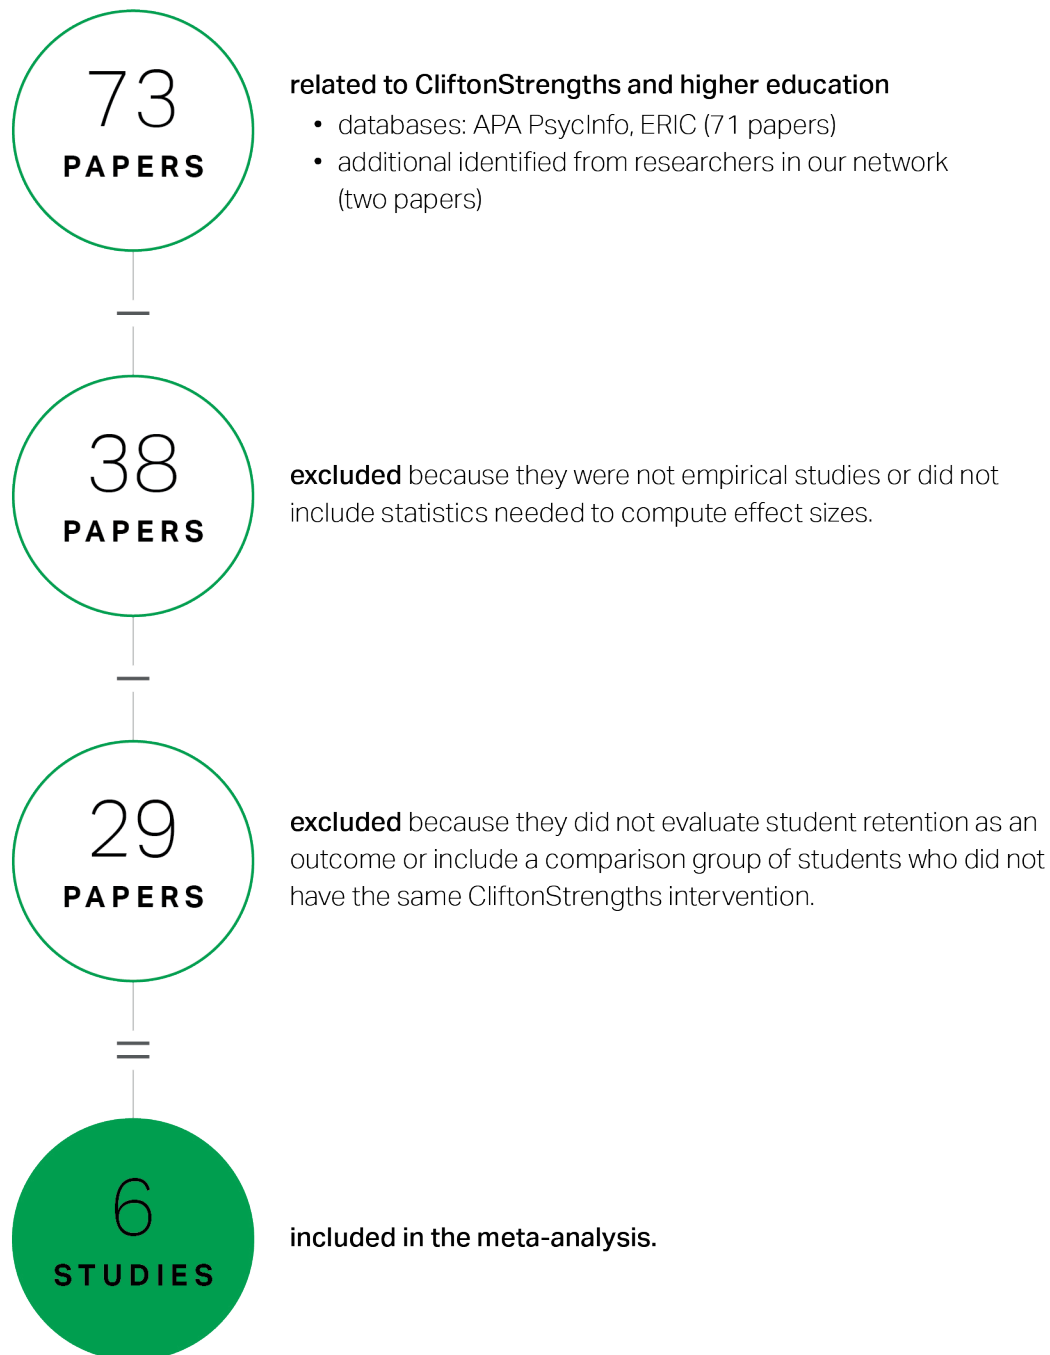 73
PAPERS
related to CliftonStrengths and higher education
• databases: APA PsycInfo, ERIC (71 papers)
• additional identified from researchers in our network
(two papers)
–
38
PAPERS
excluded because they were not empirical studies or did not
include statistics needed to compute effect sizes.
–
29
PAPERS
excluded because they did not evaluate student retention as an
outcome or include a comparison group of students who did not
have the same CliftonStrengths intervention.
=
6
STUDIES
included in the meta-analysis.